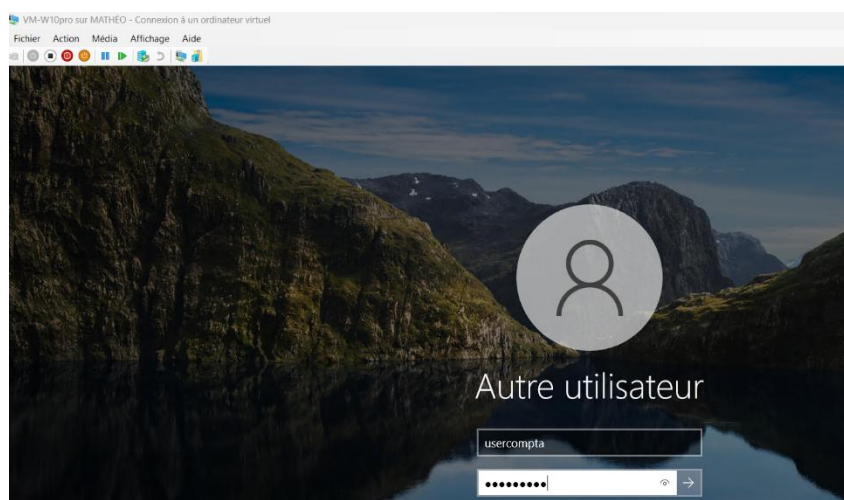 VM-W10pro sur MATHÉO - Connexion à un ordinateur virtuel
Fichier Action Média Affichage Aide
Autre utilisateur
usercompta